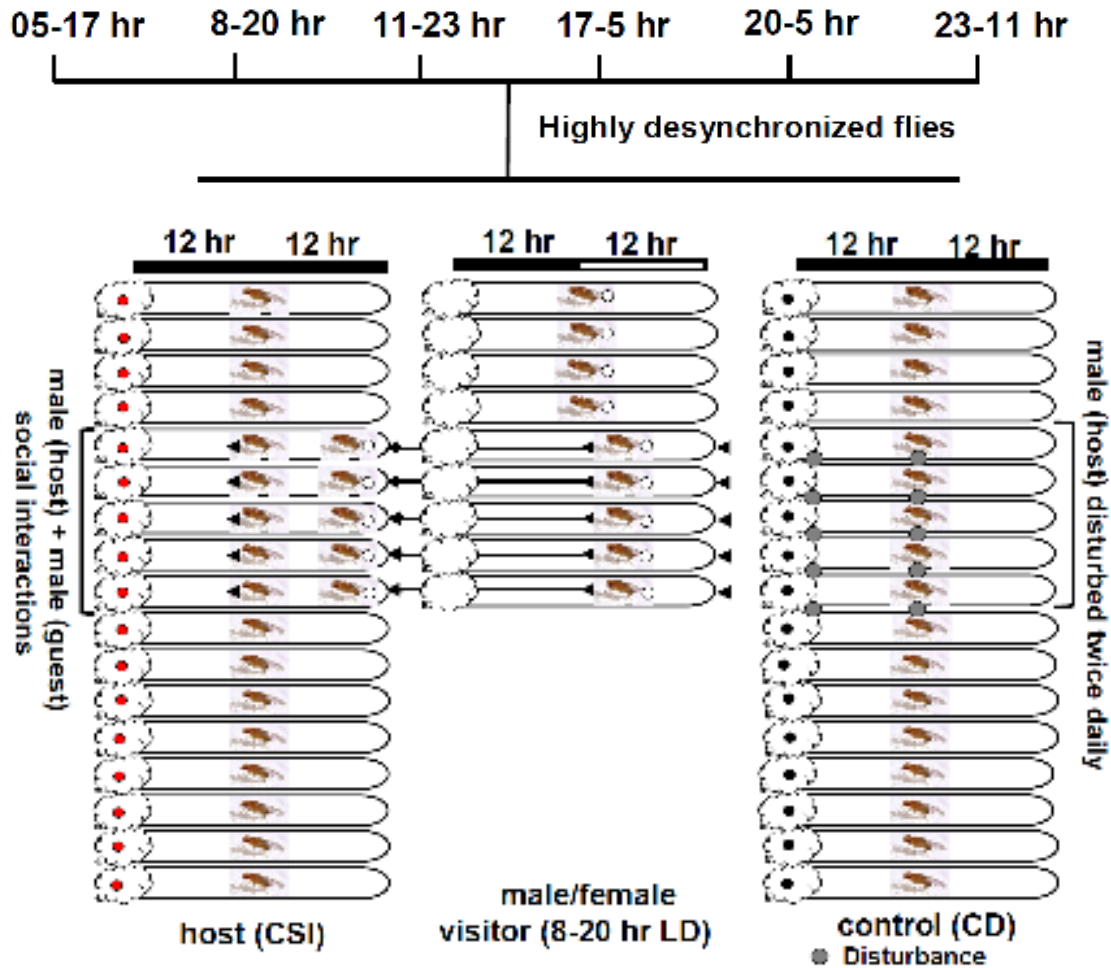 05-17 hr 8-20 hr 11-23 hr 17-5 hr 20-5 hr 23-11 hr
Highly desynchronized flies
12 hr 12 hr
12 hr 12 hr
12 hr 12 hr
male (host) + male (guest)
social interactions
male (host) disturbed twice daily
host (CSI)
male/female
visitor (8-20 hr LD)
control (CD)
Disturbance